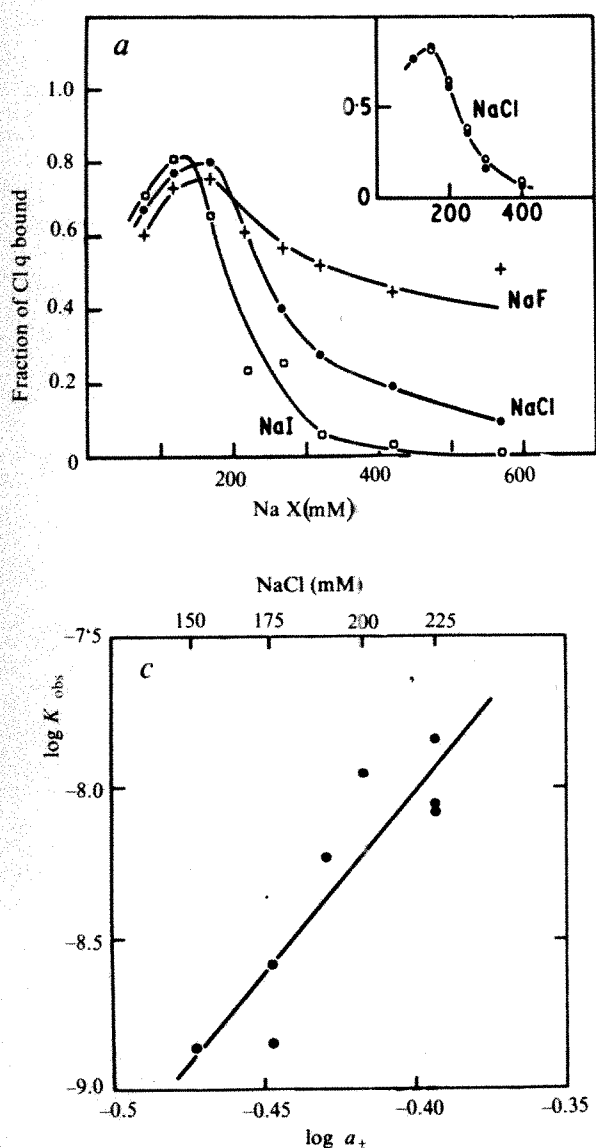 a
Fraction of Cl q bound
1.0
0.8
0.6
0.4
0.2
0
NaF
NaCl
NaI
200
400
600
Na X(mM)
0·5
0
NaCl
200
400
NaCl (mM)
150
175
200
225
c
log K obs
-7·5
-8.0
-8.5
-9.0
-0.5
-0.45
-0.40
-0.35
log a±